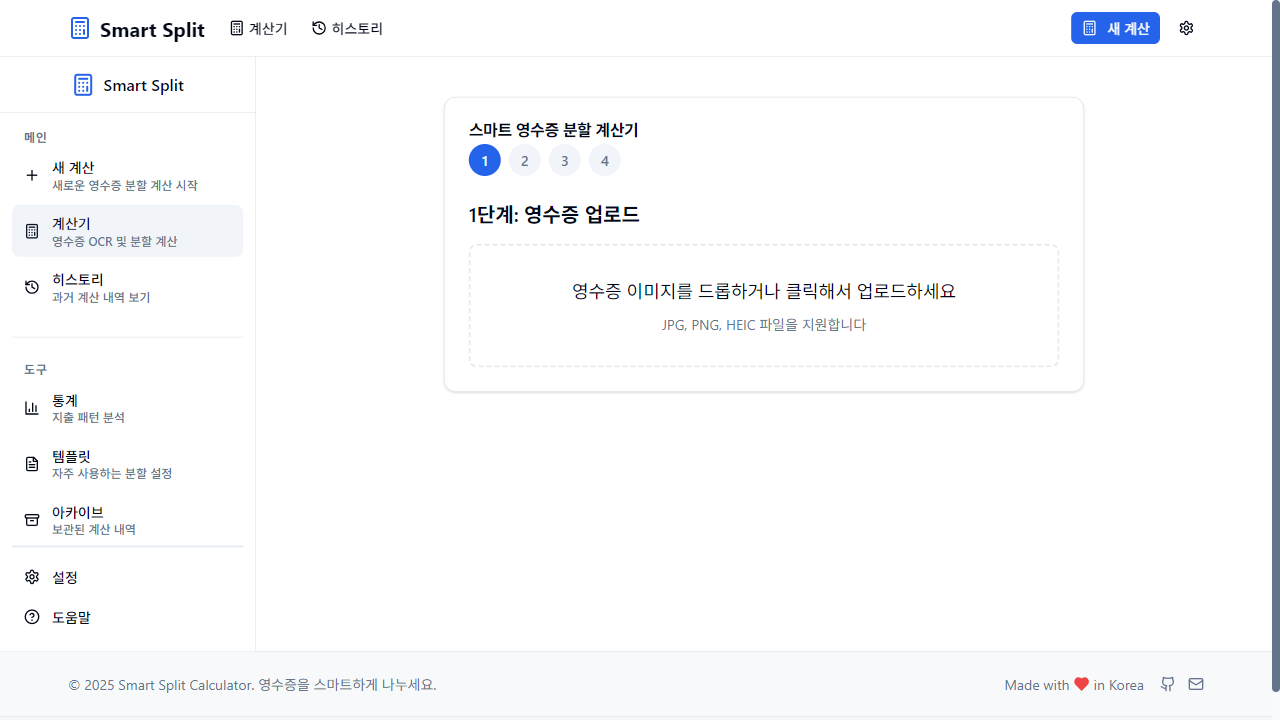 Smart Split
계산기
히스토리
새 계산
Smart Split
메인
새 계산
새로운 영수증 분할 계산 시작
계산기
영수증 OCR 및 분할 계산
히스토리
과거 계산 내역 보기
도구
통계
지출 패턴 분석
템플릿
자주 사용하는 분할 설정
아카이브
보관된 계산 내역
설정
도움말
스마트 영수증 분할 계산기
1 2 3 4
1단계: 영수증 업로드
영수증 이미지를 드롭하거나 클릭해서 업로드하세요
JPG, PNG, HEIC 파일을 지원합니다
© 2025 Smart Split Calculator. 영수증을 스마트하게 나누세요.
Made with ❤️ in Korea